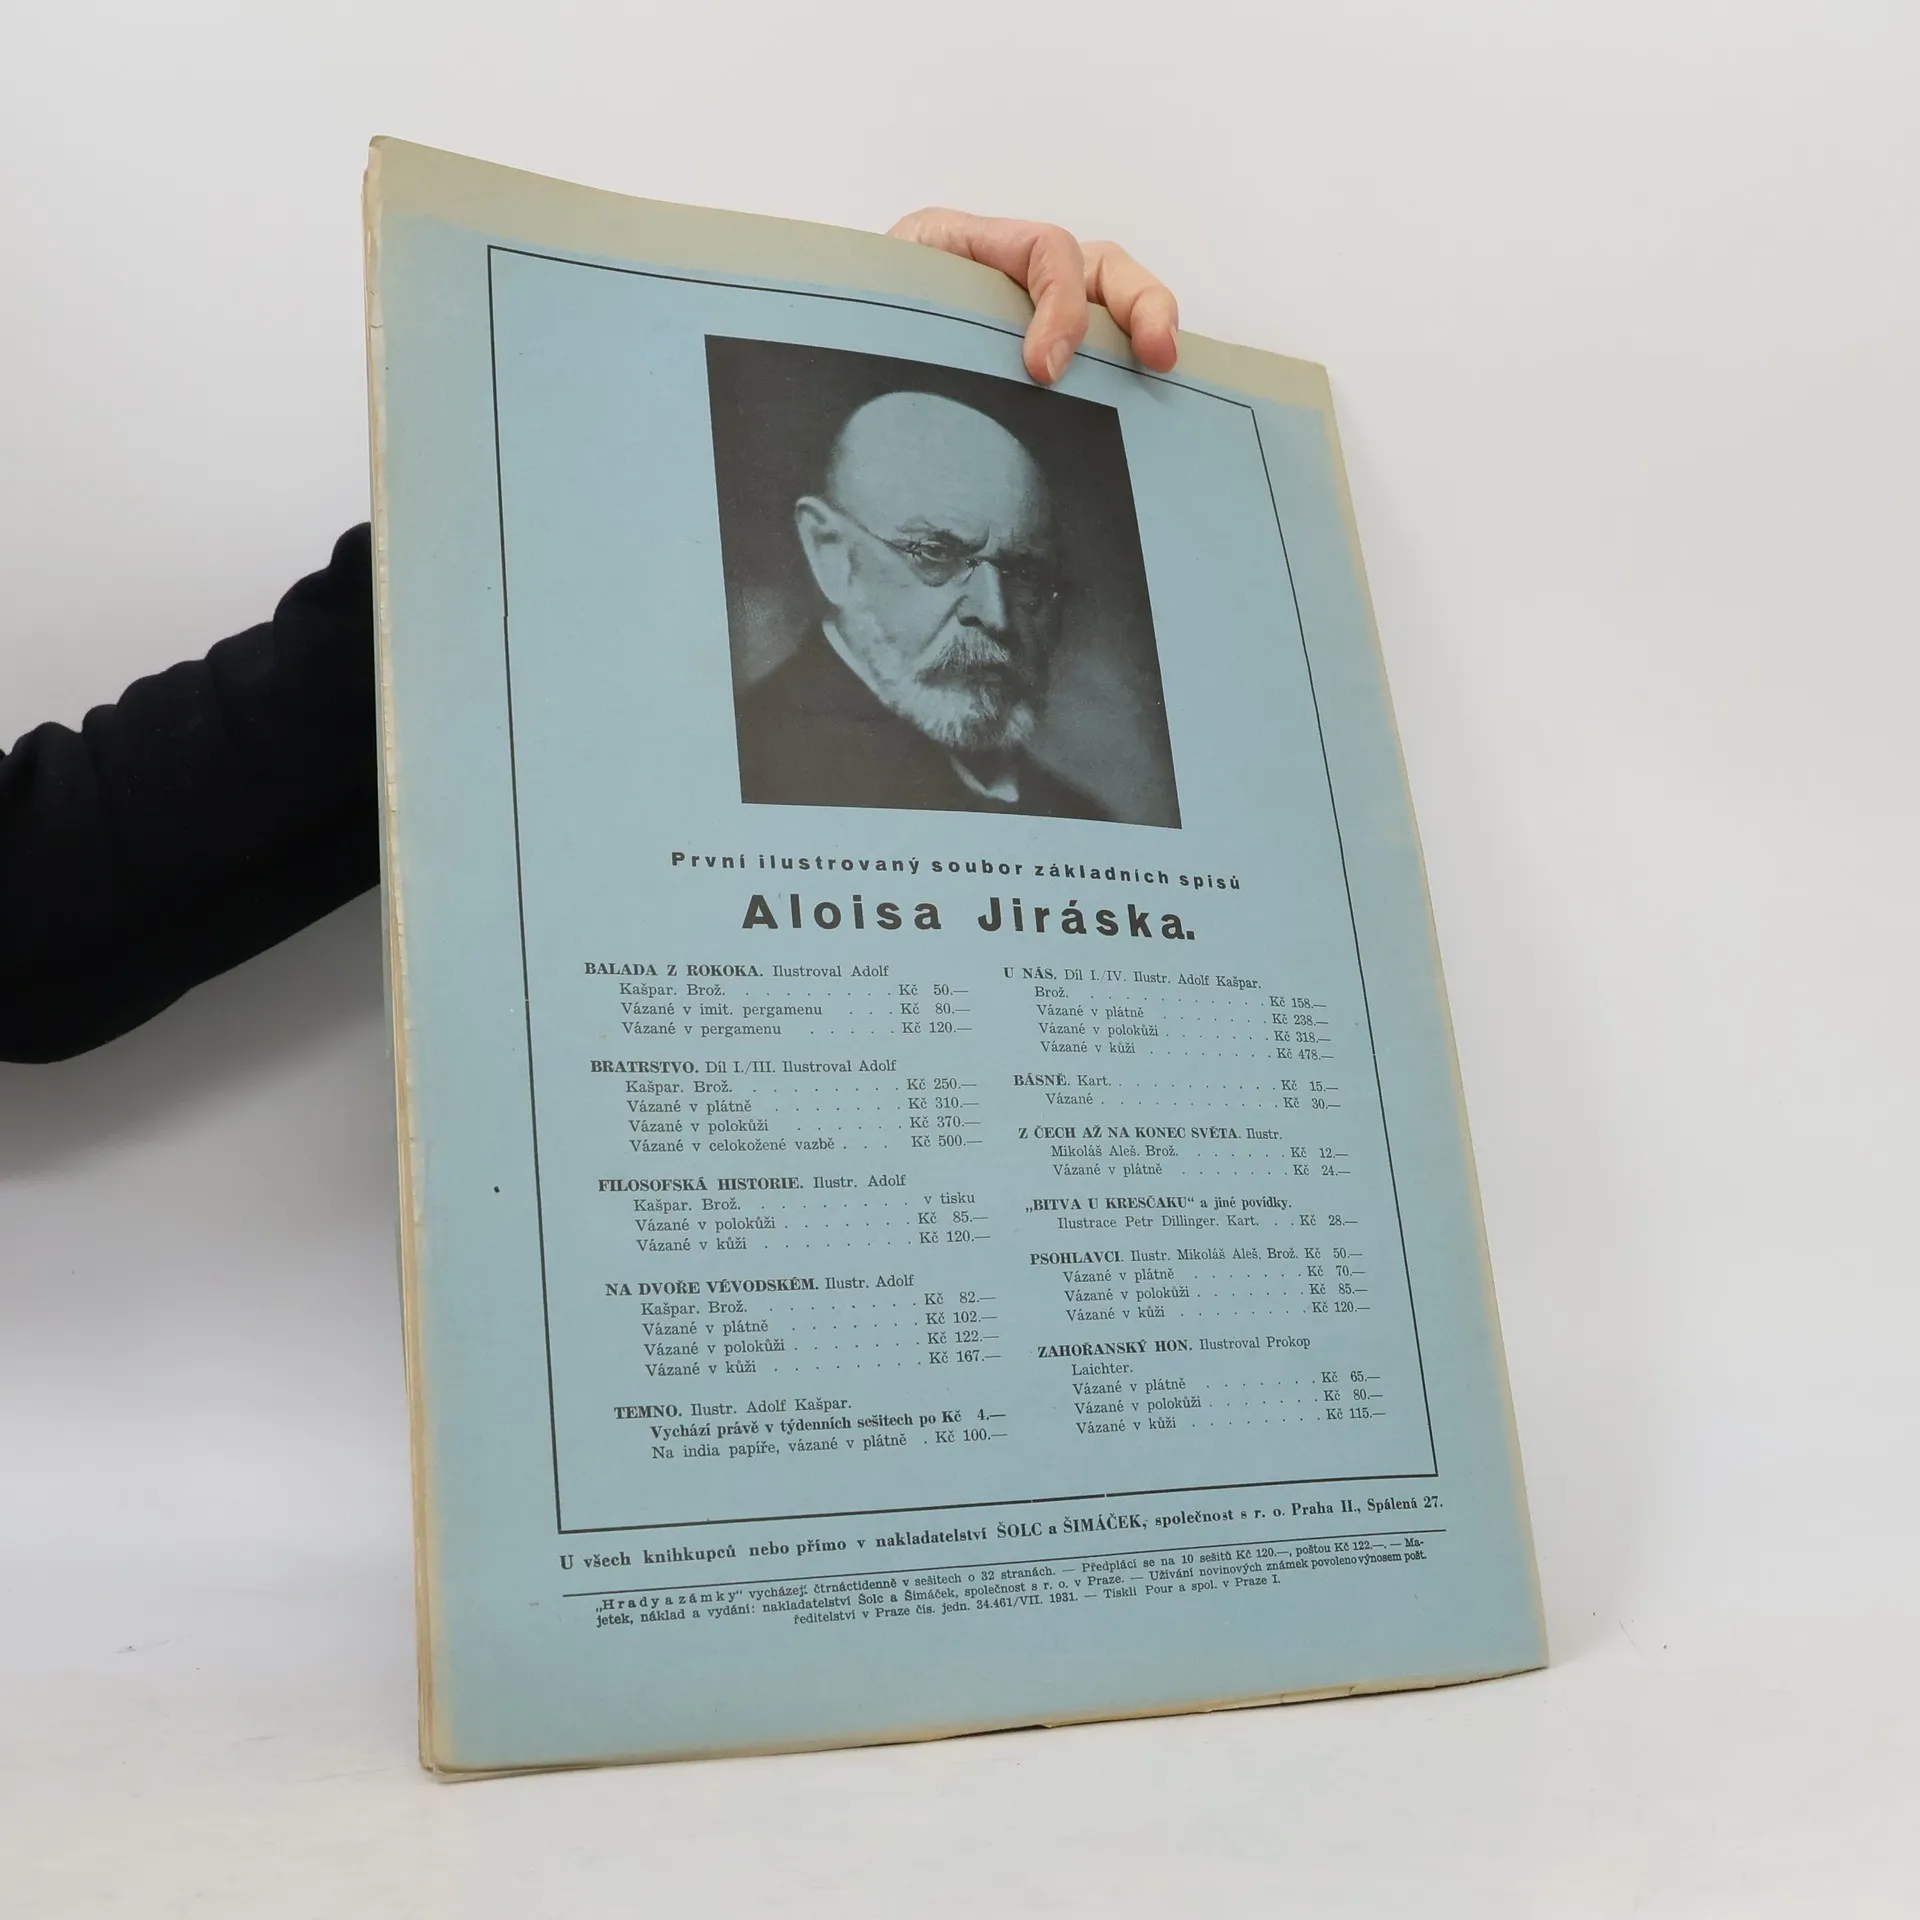 První ilustrovaný soubor základních spisů
Aloisa Jiráska.
BALADA Z ROKOKA. Ilustroval Adolf
Kašpar. Brož. . . . . . . . . Kč 50.—
Vázané v imit. pergamenu . . . Kč 80.—
Vázané v pergamenu . . . . . Kč 120.—
BRATRSTVO. Díl I./III. Ilustroval Adolf
Kašpar. Brož. . . . . . . . . Kč 250.—
Vázané v plátně . . . . . . . Kč 310.—
Vázané v polokůži . . . . . . Kč 370.—
Vázané v celokožené vazbě . . . Kč 500.—
FILOSOFSKÁ HISTORIE. Ilustr. Adolf
Kašpar. Brož. . . . . . . . . v tisku
Vázané v polokůži . . . . . . . Kč 85.—
Vázané v kůži . . . . . . . . Kč 120.—
NA DVOŘE VÉVODSKÉM. Ilustr. Adolf
Kašpar. Brož. . . . . . . . . Kč 82.—
Vázané v plátně . . . . . . . Kč 102.—
Vázané v polokůži . . . . . . . Kč 122.—
Vázané v kůži . . . . . . . . Kč 167.—
TEMNO. Ilustr. Adolf Kašpar.
Vychází právě v týdenních sešitech po Kč 4.—
Na india papíře, vázané v plátně . Kč 100.—
U NÁS. Díl I./IV. Ilustr. Adolf Kašpar.
Brož. . . . . . . . . . . . Kč 158.—
Vázané v plátně . . . . . . . Kč 238.—
Vázané v polokůži . . . . . . . Kč 318.—
Vázané v kůži . . . . . . . . Kč 478.—
BÁSNĚ. Kart. . . . . . . . . . . Kč 15.—
Vázané . . . . . . . . . . . Kč 30.—
Z ČECH AŽ NA KONEC SVĚTA. Ilustr.
Mikoláš Aleš. Brož. . . . . . . Kč 12.—
Vázané v plátně . . . . . . . Kč 24.—
„BITVA U KRESČAKU“ a jiné povídky.
Ilustrace Petr Dillinger. Kart. . . Kč 28.—
PSOHLAVCI. Ilustr. Mikoláš Aleš. Brož. Kč 50.—
Vázané v plátně . . . . . . . Kč 70.—
Vázané v polokůži . . . . . . . Kč 85.—
Vázané v kůži . . . . . . . . Kč 120.—
ZAHOŘANSKÝ HON. Ilustroval Prokop
Laichter.
Vázané v plátně . . . . . . . Kč 65.—
Vázané v polokůži . . . . . . . Kč 80.—
Vázané v kůži . . . . . . . . Kč 115.—
U všech knihkupců nebo přímo v nakladatelství ŠOLC a ŠIMÁČEK, společnost s r. o. Praha II., Spálená 27.
„Hrady a zámky“ vycházejí čtrnáctidenně v sešitech o 32 stranách. — Předplácí se na 10 sešitů Kč 120.—, poštou Kč 122.—. — Ma-
jetek, náklad a vydání: nakladatelství Šolc a Šimáček, společnost s r. o. v Praze. — Užívání novinových známek povoleno výnosem pošt.
ředitelství v Praze čís. jedn. 34.461/VII. 1931. — Tiskli Pour a spol. v Praze I.